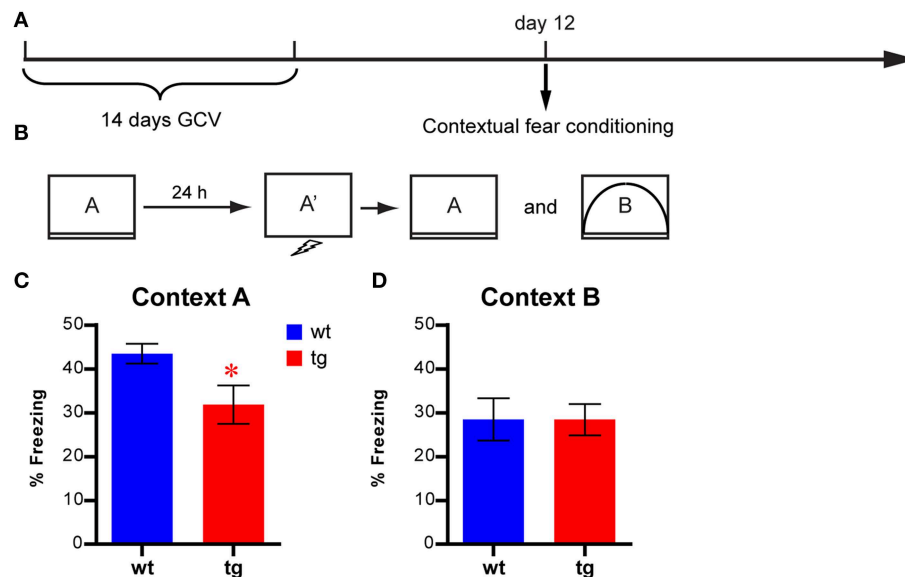 A
day 12
14 days GCV
Contextual fear conditioning
B
A 24 h A' A and B
C
Context A
% Freezing
50
40
30
20
10
0
*
wt
tg
wt tg
D
Context B
% Freezing
50
40
30
20
10
0
wt tg